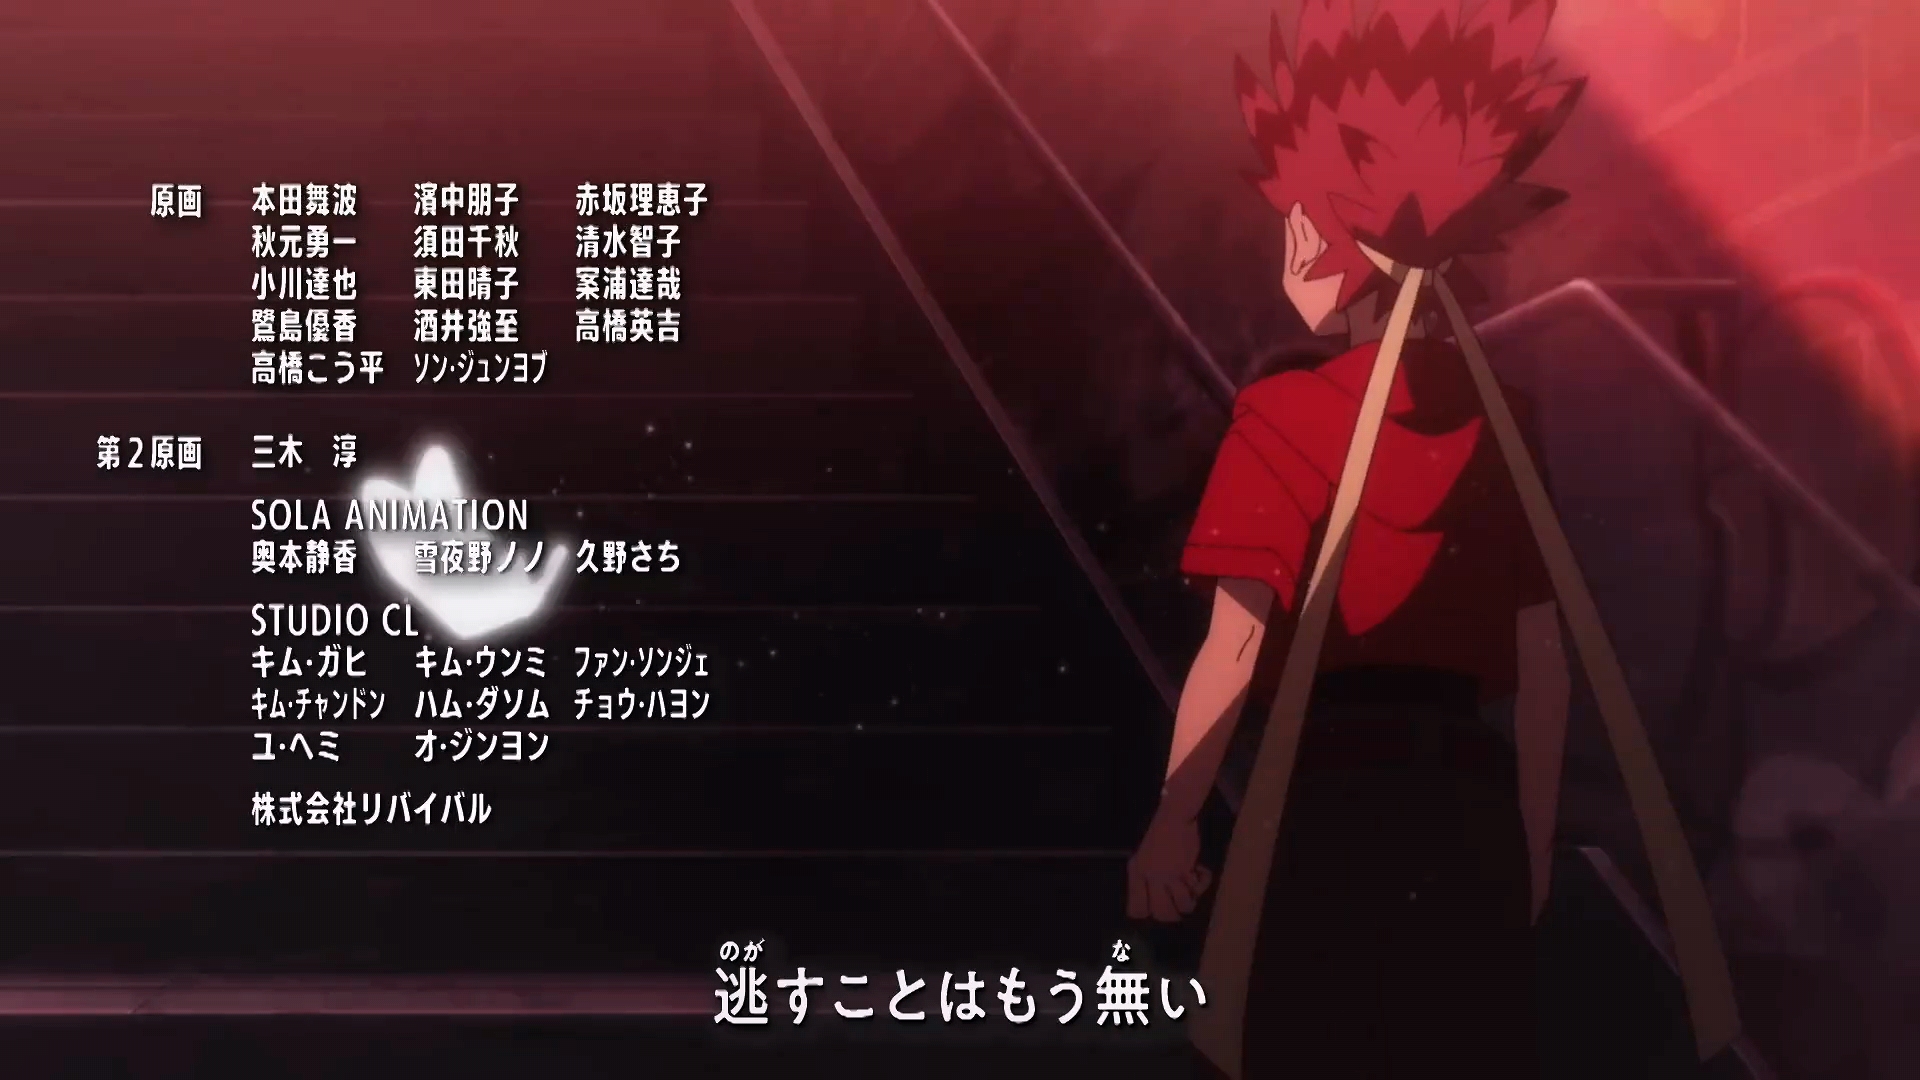 原画 本田舞波 濱中朋子 赤坂理恵子
秋元勇一 須田千秋 清水智子
小川達也 東田晴子 案浦達哉
鷺島優香 酒井強至 高橋英吉
高橋こう平 ソン・ジュンヨブ
第2原画 三木 淳
SOLA ANIMATION
奥本静香 雪夜野ノノ 久野さち
STUDIO CL
キム・ガヒ キム・ウンミ ファン・ソンジェ
キム・チャンドン ハム・ダソム チョウ・ハヨン
ユ・ヘミ オ・ジンヨン
株式会社リバイバル
のが な
逃すことはもう無い